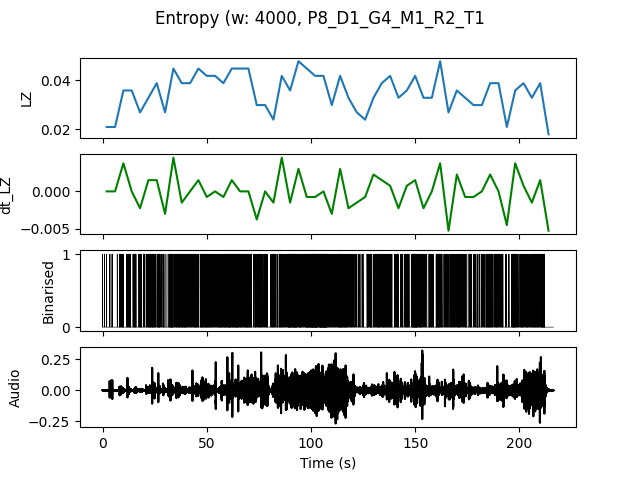 Entropy (w: 4000, P8_D1_G4_M1_R2_T1
0.04
0.02
LZ
0.000
−0.005
dt_LZ
1
0
Binarised
0.25
0.00
−0.25
Audio
0 50 100 150 200
Time (s)